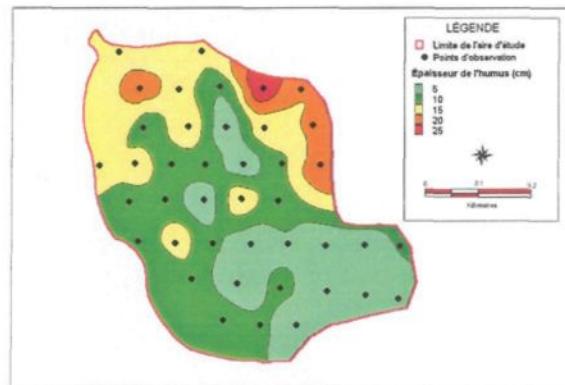 LÉGENDE
Limite de l'aire d'étude
Points d'observation
Épaisseur de l'humus (cm)
5
10
15
20
25
0 0.1 0.2
Kilomètres